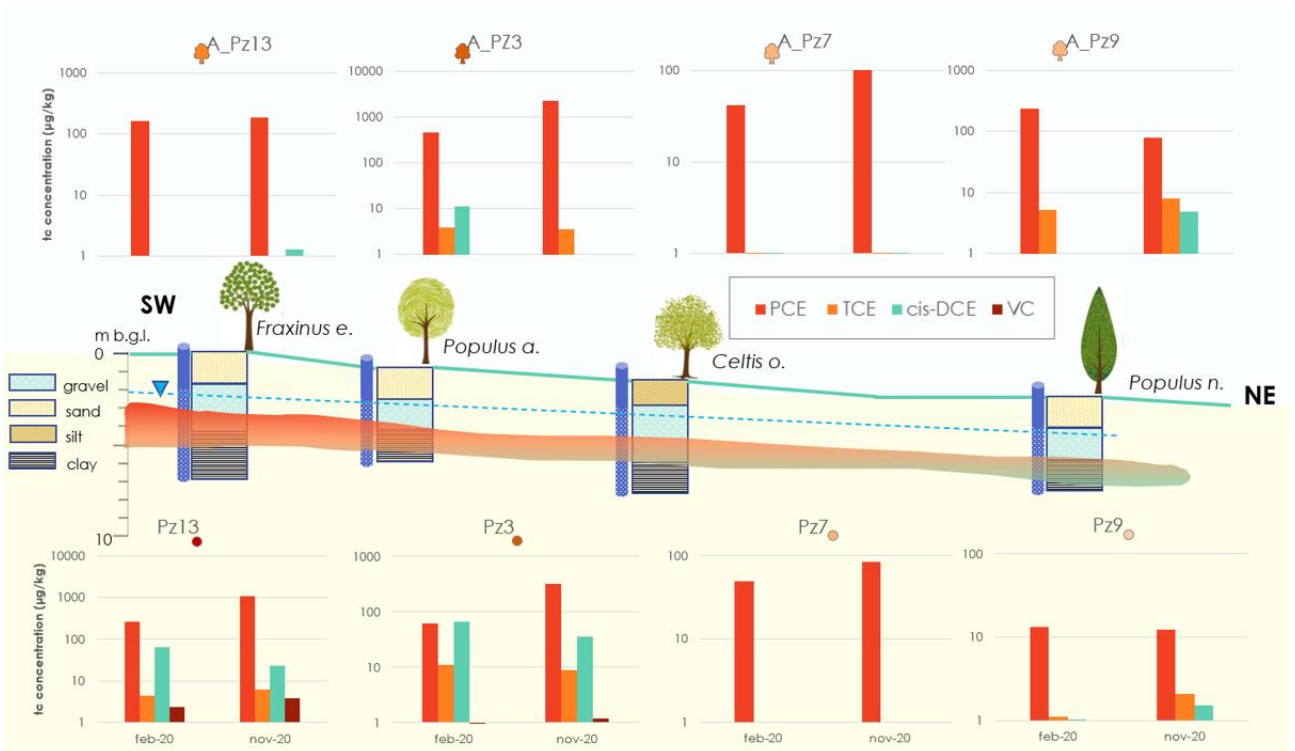 A_Pz13
A_PZ3
A_Pz7
A_Pz9
tc concentration (µg/kg)
1000
100
10
1
10000
1000
100
10
1
100
10
1
1000
100
10
1
SW
PCE TCE cis-DCE VC
m b.g.l.
Fraxinus e.
Populus a.
Celtis o.
Populus n.
NE
0
gravel
sand
silt
clay
10
Pz13
Pz3
Pz7
Pz9
tc concentration (µg/kg)
10000
1000
100
10
1
1000
100
10
1
100
10
1
100
10
1
feb-20 nov-20
feb-20 nov-20
feb-20 nov-20
feb-20 nov-20